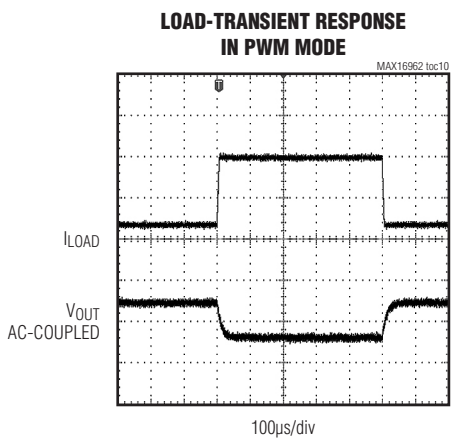 LOAD-TRANSIENT RESPONSE
IN PWM MODE
MAX16962 toc10
ILOAD
VOUT
AC-COUPLED
100µs/div